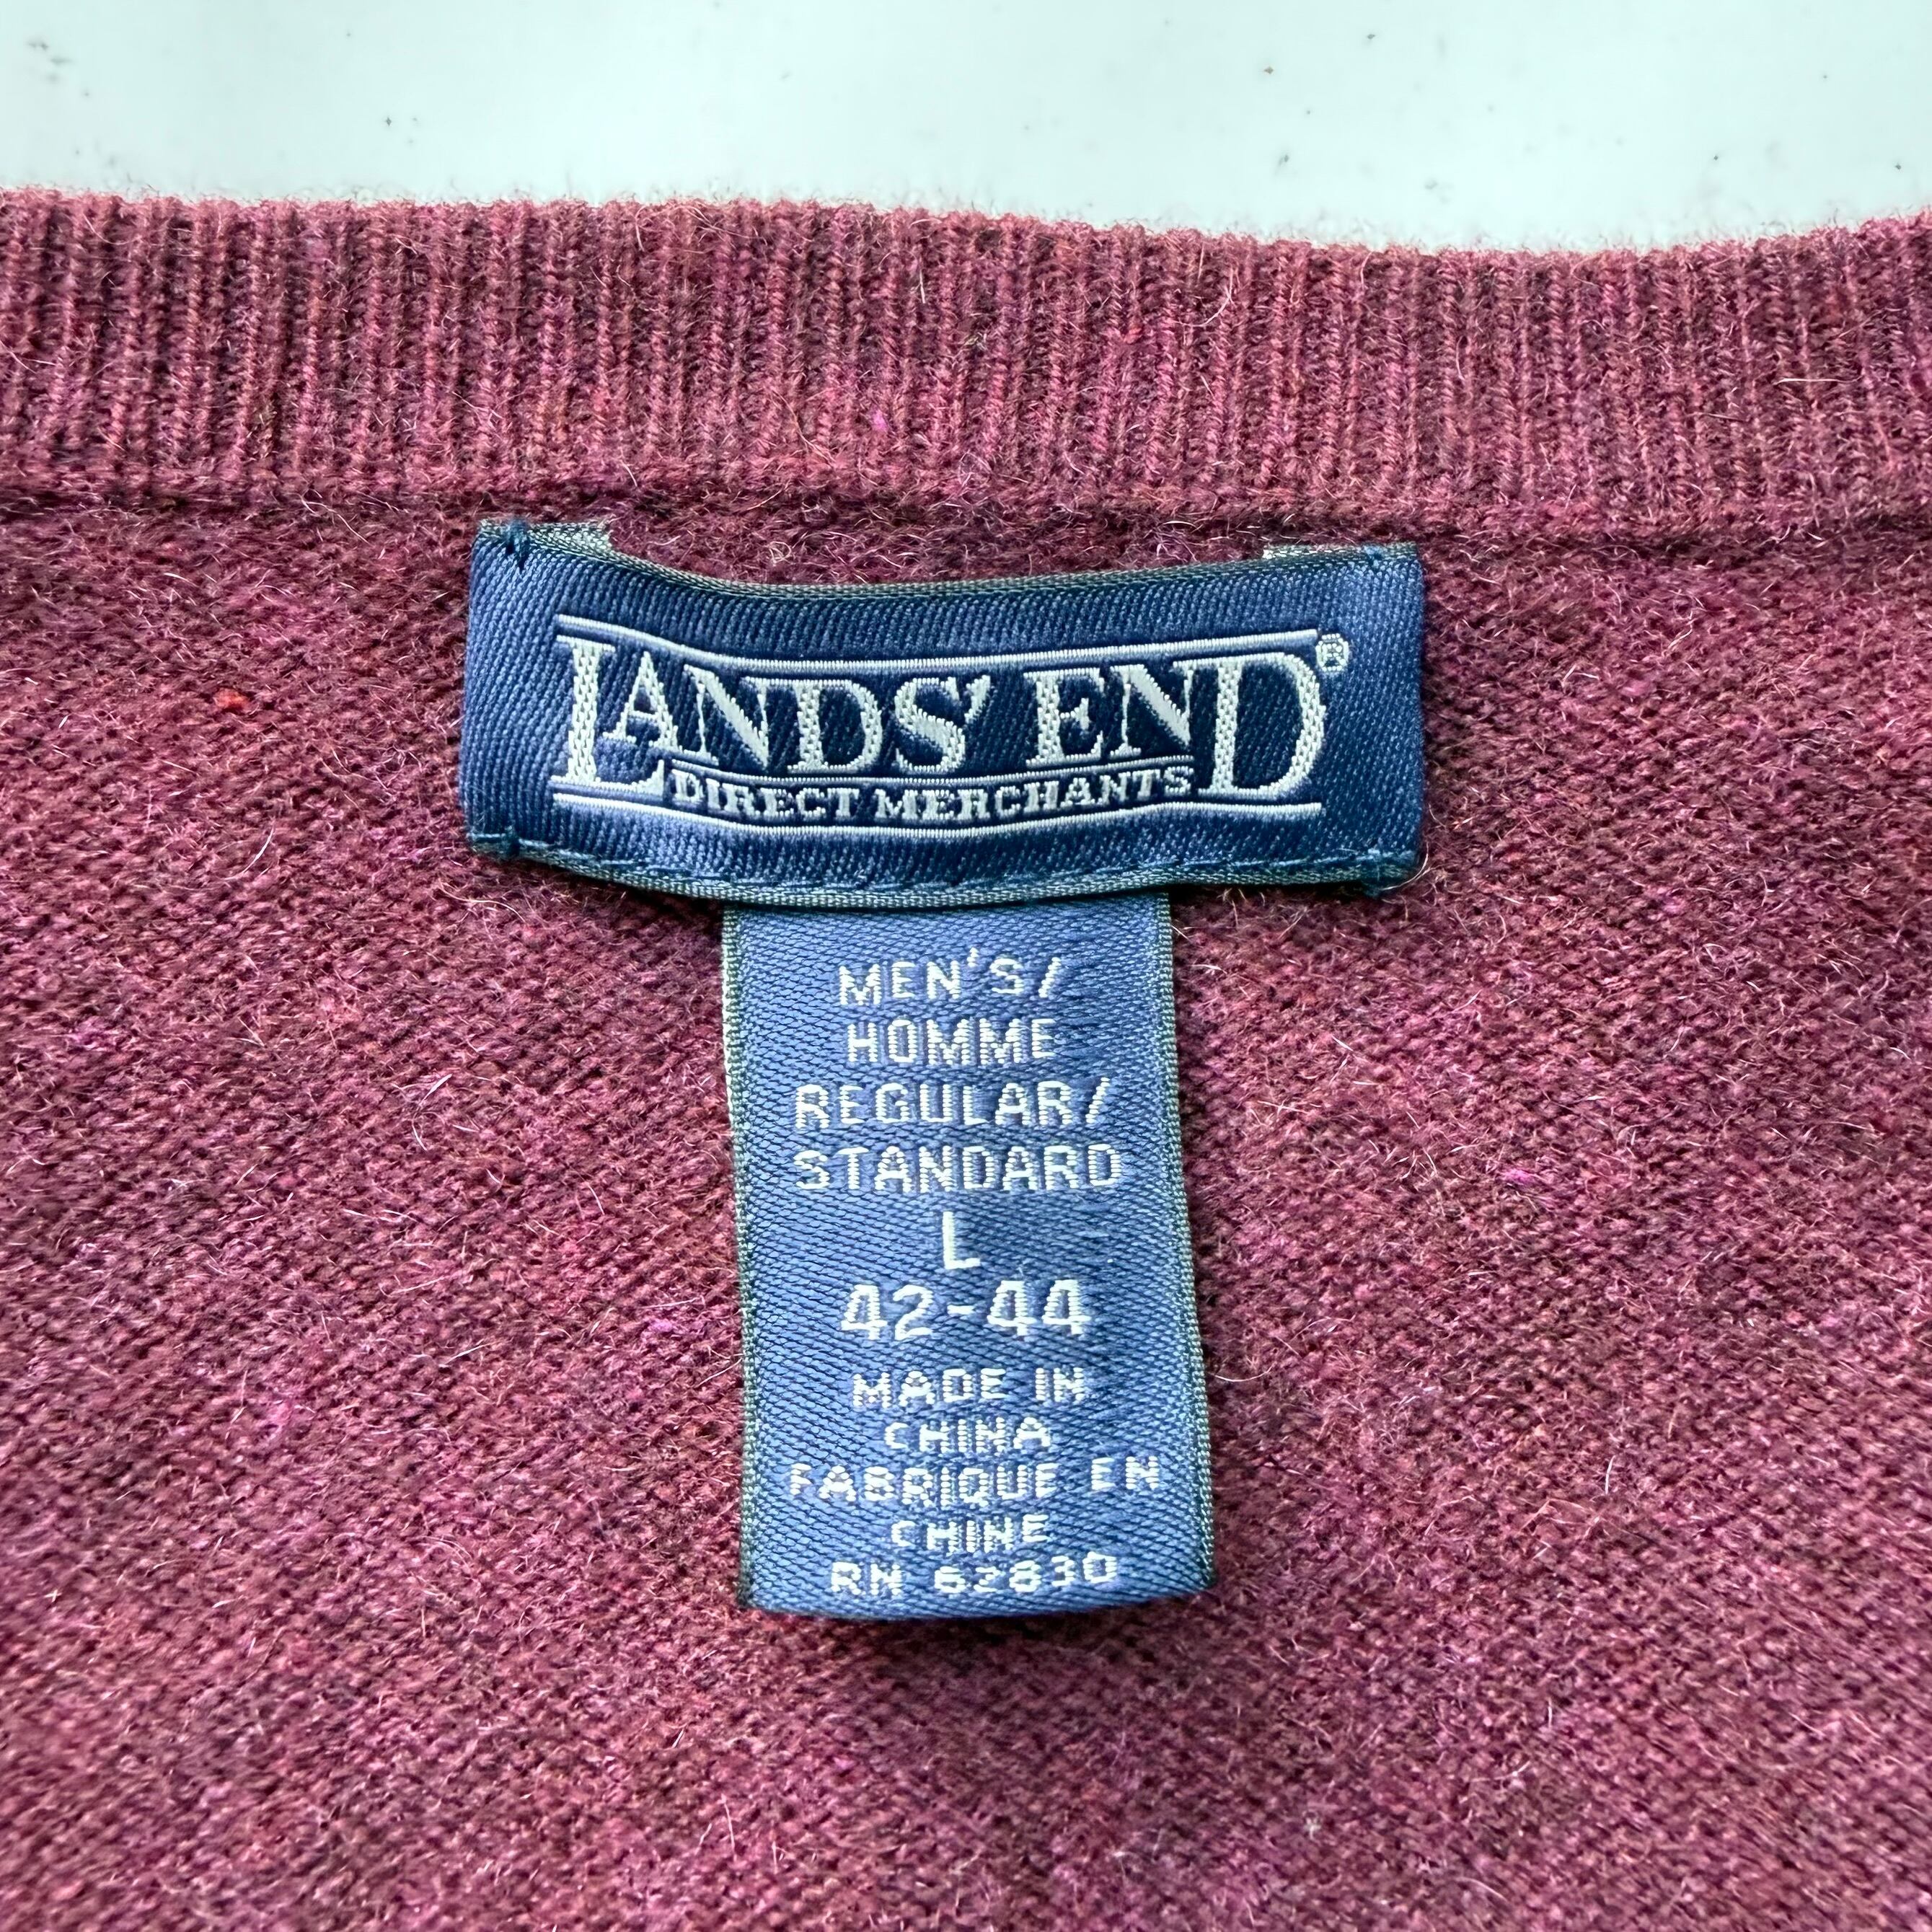 LANDS' END®
DIRECT MERCHANTS
MEN'S/
HOMME
REGULAR/
STANDARD
L
42-44
MADE IN
CHINA
FABRIQUE EN
CHINE
RN 62830